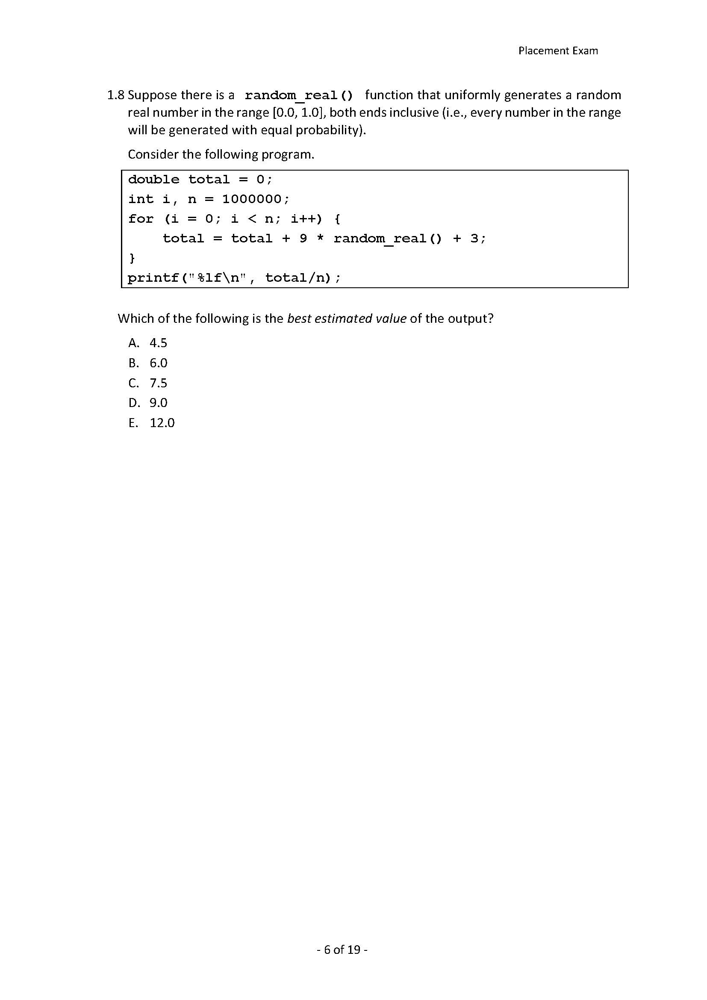 Placement Exam
1.8 Suppose there is a random_real() function that uniformly generates a random
real number in the range [0.0, 1.0], both ends inclusive (i.e., every number in the range
will be generated with equal probability).
Consider the following program.
double total = 0;
int i, n = 1000000;
for (i = 0; i < n; i++) {
    total = total + 9 * random_real() + 3;
}
printf("%lf\n", total/n);
Which of the following is the best estimated value of the output?
A. 4.5
B. 6.0
C. 7.5
D. 9.0
E. 12.0
- 6 of 19 -